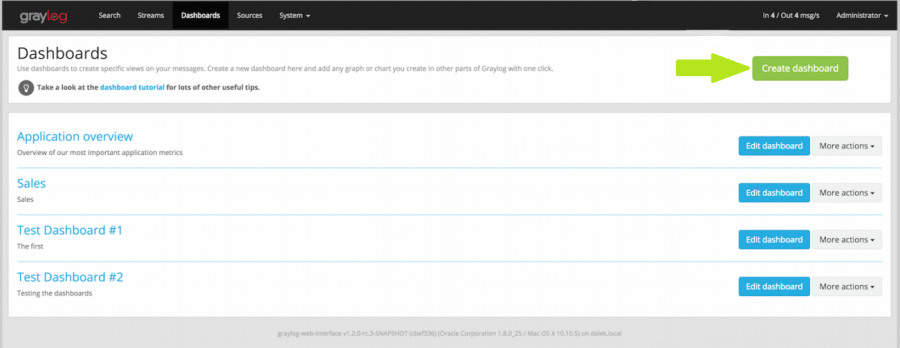 graylog Search Streams Dashboards Sources System In 4 / Out 4 msg/s Administrator
Dashboards
Use dashboards to create specific views on your messages. Create a new dashboard here and add any graph or chart you create in other parts of Graylog with one click.
Take a look at the dashboard tutorial for lots of other useful tips.
Create dashboard
Application overview
Overview of our most important application metrics
Edit dashboard More actions
Sales
Sales
Edit dashboard More actions
Test Dashboard #1
The first
Edit dashboard More actions
Test Dashboard #2
Testing the dashboards
Edit dashboard More actions
graylog-web-interface v1.2.0-rc.3-SNAPSHOT (cbef336) (Oracle Corporation 1.8.0_25 / Mac OS X 10.10.5) on dalek.local